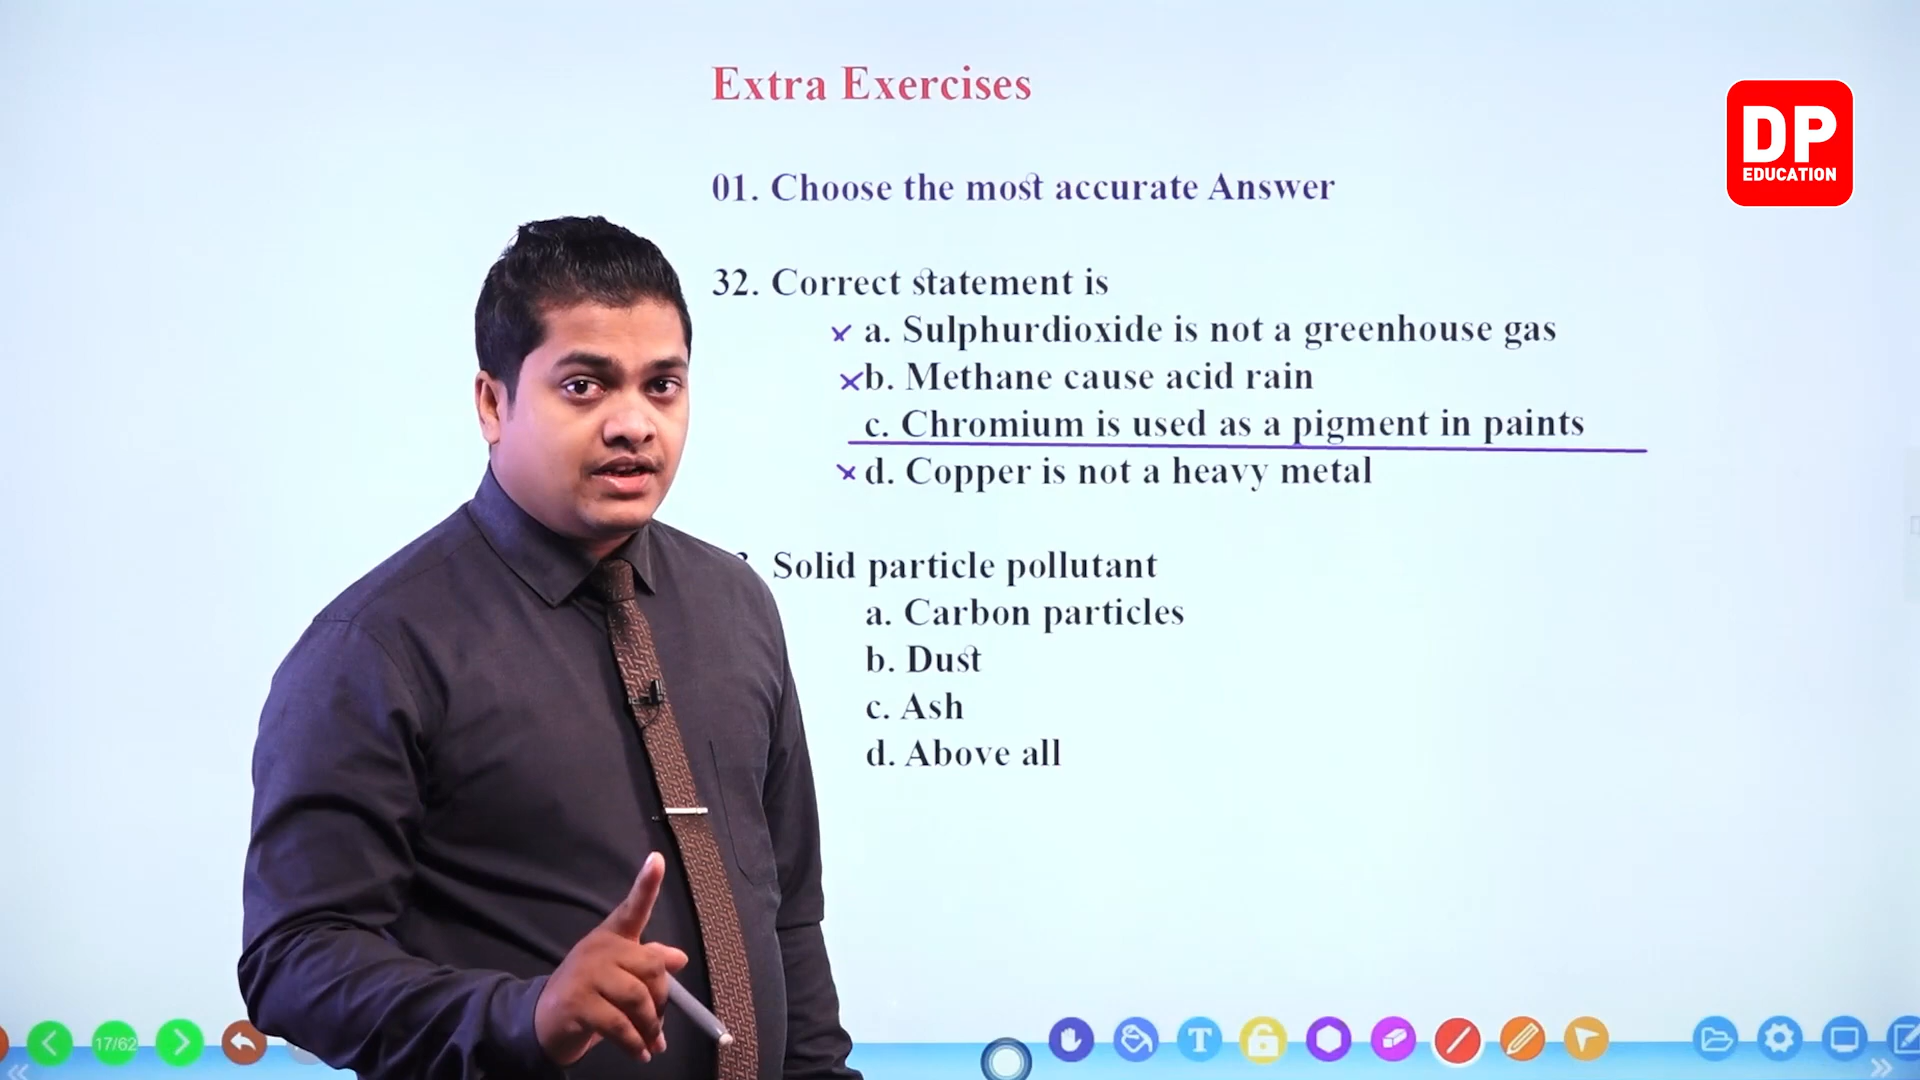 Extra Exercises
DP
EDUCATION
01. Choose the most accurate Answer
32. Correct statement is
a. Sulphurdioxide is not a greenhouse gas
b. Methane cause acid rain
c. Chromium is used as a pigment in paints
d. Copper is not a heavy metal
Solid particle pollutant
a. Carbon particles
b. Dust
c. Ash
d. Above all
17/62
T